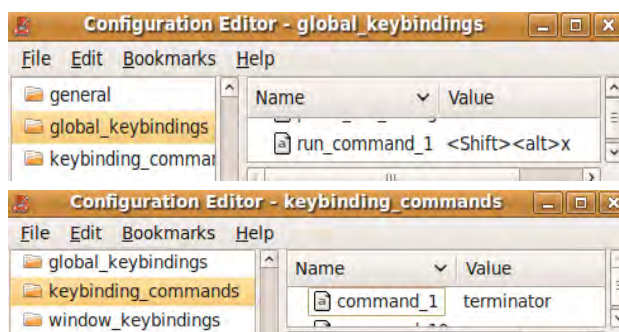 Configuration Editor - global_keybindings
File Edit Bookmarks Help
general
Name Value
global_keybindings
run_command_1 <Shift><alt>x
keybinding_commar
Configuration Editor - keybinding_commands
File Edit Bookmarks Help
global_keybindings
Name Value
keybinding_commands
command_1 terminator
window_keybindings